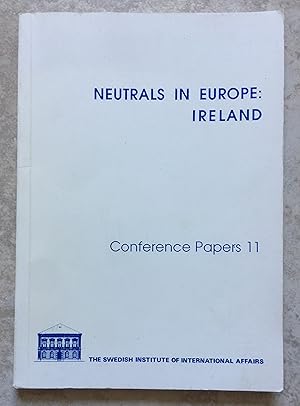 NEUTRALS IN EUROPE:
IRELAND
Conference Papers 11
THE SWEDISH INSTITUTE OF INTERNATIONAL AFFAIRS